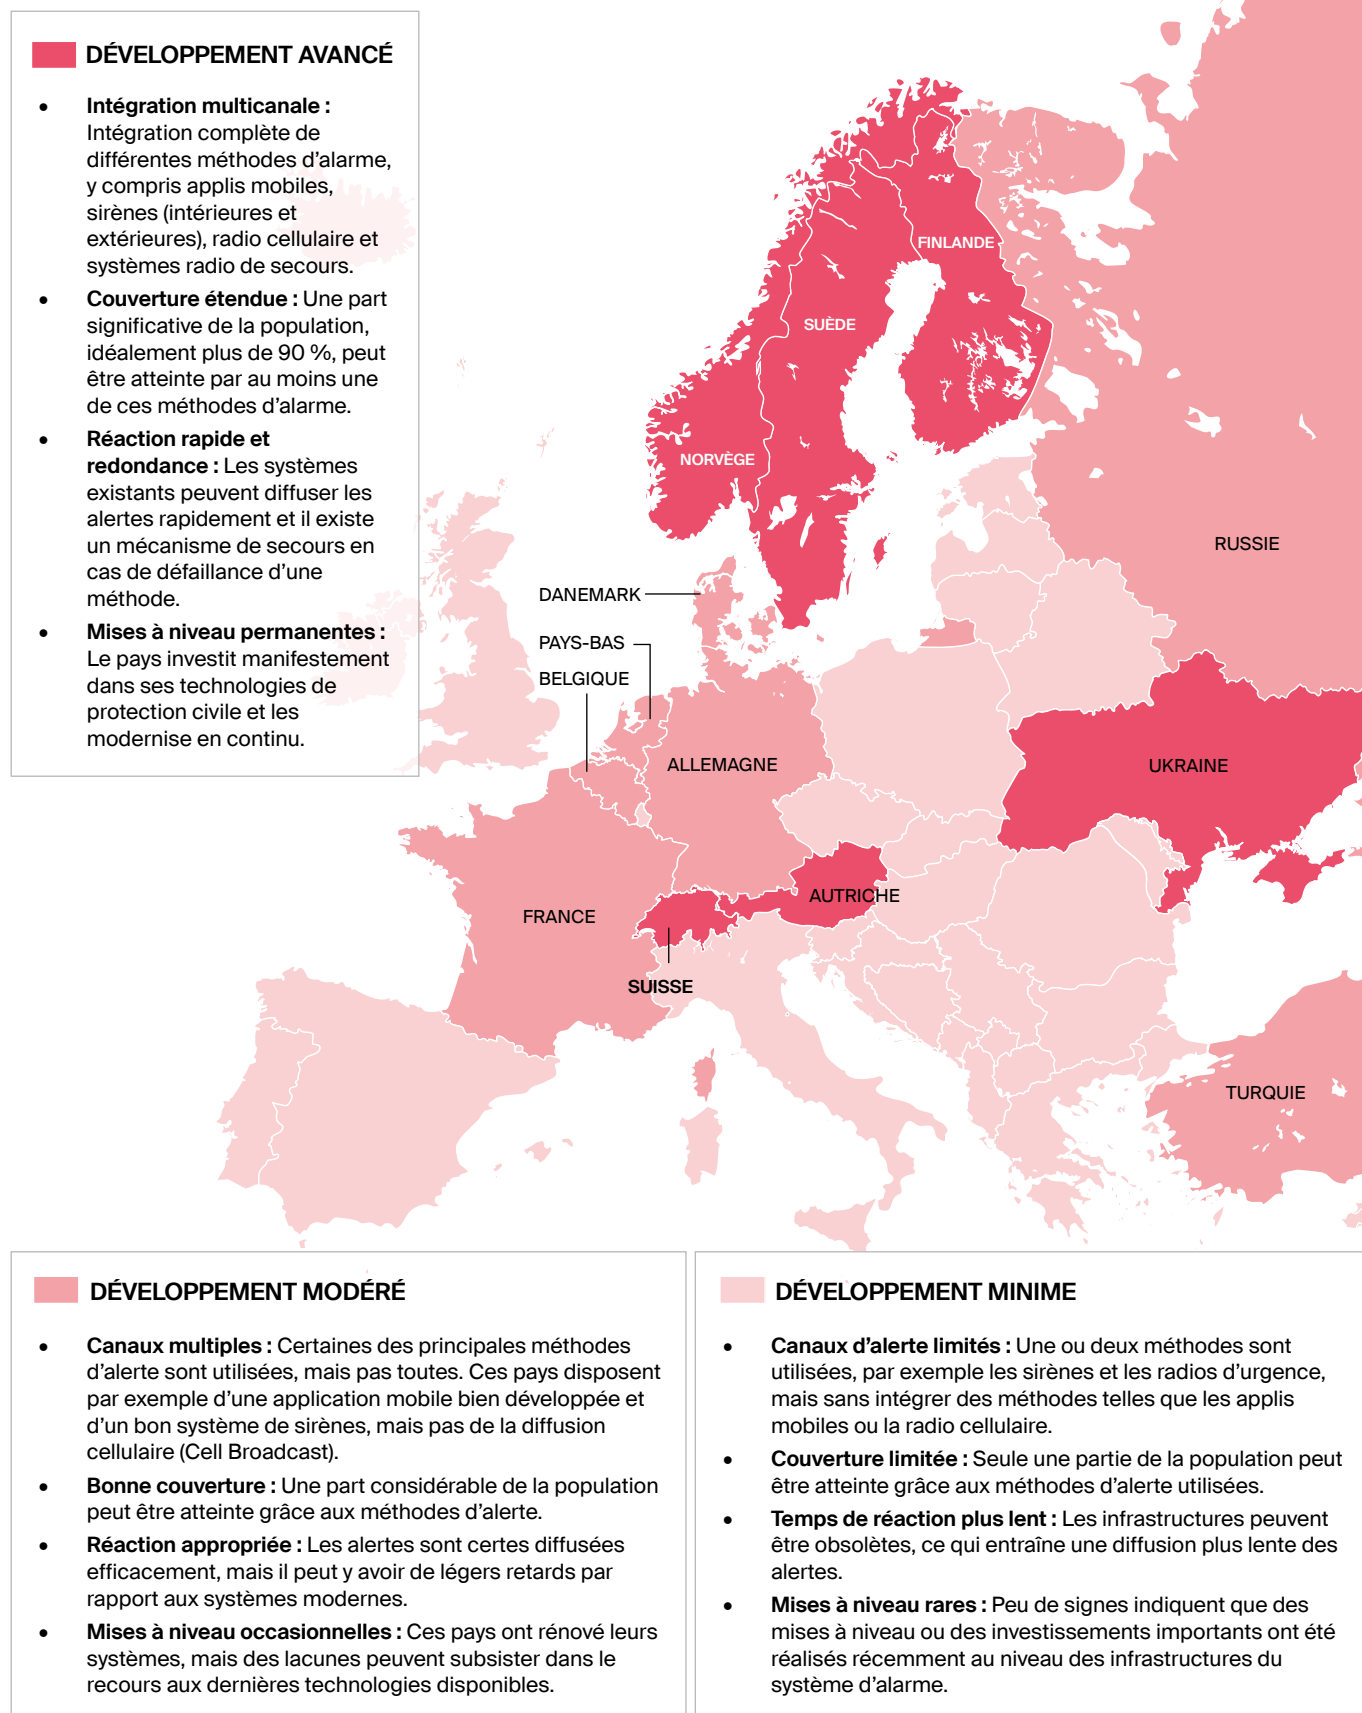 DÉVELOPPEMENT AVANCÉ
• Intégration multicanale :
Intégration complète de
différentes méthodes d'alarme,
y compris applis mobiles,
sirènes (intérieures et
extérieures), radio cellulaire et
systèmes radio de secours.
• Couverture étendue : Une part
significative de la population,
idéalement plus de 90 %, peut
être atteinte par au moins une
de ces méthodes d'alarme.
• Réaction rapide et
redondance : Les systèmes
existants peuvent diffuser les
alertes rapidement et il existe
un mécanisme de secours en
cas de défaillance d'une
méthode.
• Mises à niveau permanentes :
Le pays investit manifestement
dans ses technologies de
protection civile et les
modernise en continu.
FINLANDE
SUÈDE
NORVÈGE
RUSSIE
DANEMARK
PAYS-BAS
BELGIQUE
ALLEMAGNE
UKRAINE
AUTRICHE
FRANCE
SUISSE
TURQUIE
DÉVELOPPEMENT MODÉRÉ
• Canaux multiples : Certaines des principales méthodes
d'alerte sont utilisées, mais pas toutes. Ces pays disposent
par exemple d'une application mobile bien développée et
d'un bon système de sirènes, mais pas de la diffusion
cellulaire (Cell Broadcast).
• Bonne couverture : Une part considérable de la population
peut être atteinte grâce aux méthodes d'alerte.
• Réaction appropriée : Les alertes sont certes diffusées
efficacement, mais il peut y avoir de légers retards par
rapport aux systèmes modernes.
• Mises à niveau occasionnelles : Ces pays ont rénové leurs
systèmes, mais des lacunes peuvent subsister dans le
recours aux dernières technologies disponibles.
DÉVELOPPEMENT MINIME
• Canaux d'alerte limités : Une ou deux méthodes sont
utilisées, par exemple les sirènes et les radios d'urgence,
mais sans intégrer des méthodes telles que les applis
mobiles ou la radio cellulaire.
• Couverture limitée : Seule une partie de la population peut
être atteinte grâce aux méthodes d'alerte utilisées.
• Temps de réaction plus lent : Les infrastructures peuvent
être obsolètes, ce qui entraîne une diffusion plus lente des
alertes.
• Mises à niveau rares : Peu de signes indiquent que des
mises à niveau ou des investissements importants ont été
réalisés récemment au niveau des infrastructures du
système d'alarme.